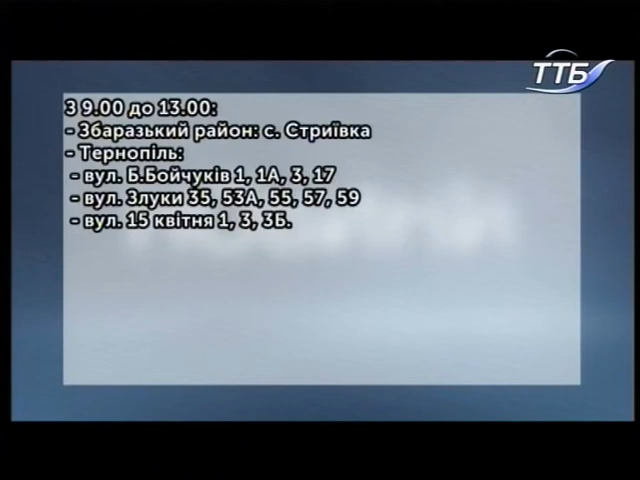 ТТБ
З 9.00 до 13.00:
- Збаразький район: с. Стриївка
- Тернопіль:
- вул. Б.Бойчуків 1, 1А, 3, 17
- вул. Злуки 35, 53А, 55, 57, 59
- вул. 15 квітня 1, 3, 3Б.